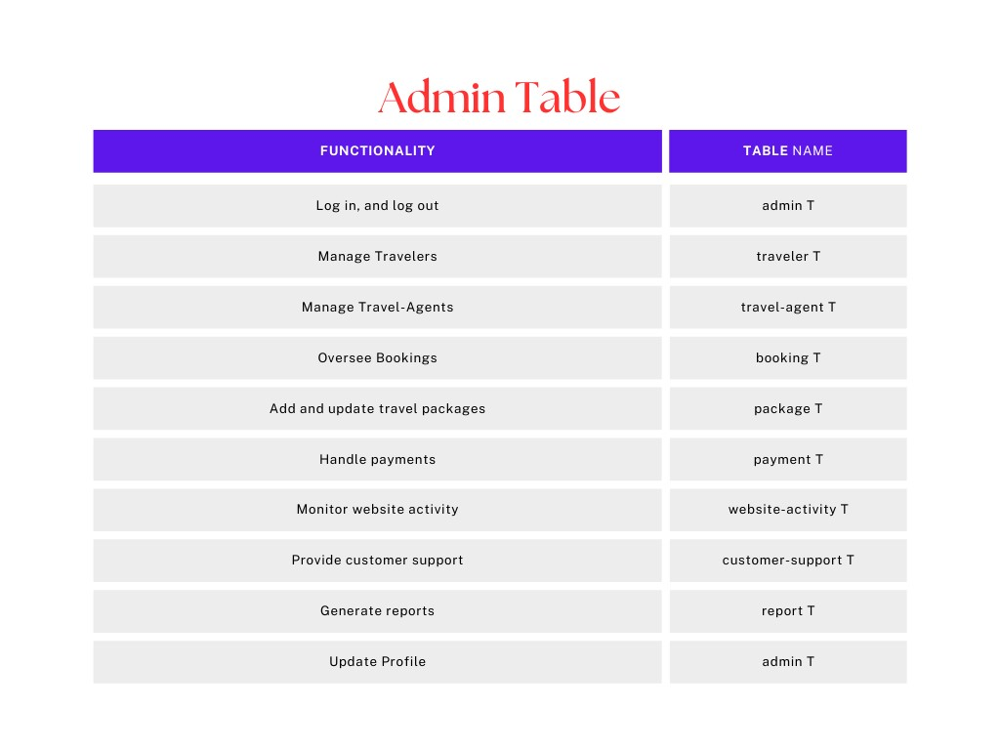 Admin Table
FUNCTIONALITY TABLE NAME
Log in, and log out admin T
Manage Travelers traveler T
Manage Travel-Agents travel-agent T
Oversee Bookings booking T
Add and update travel packages package T
Handle payments payment T
Monitor website activity website-activity T
Provide customer support customer-support T
Generate reports report T
Update Profile admin T